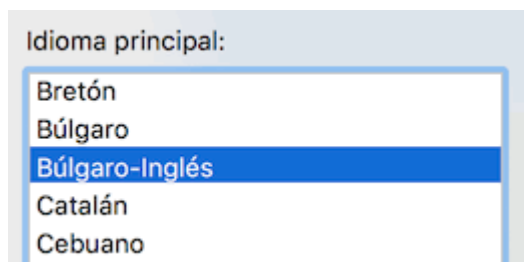 Idioma principal:
Bretón
Búlgaro
Búlgaro-Inglés
Catalán
Cebuano